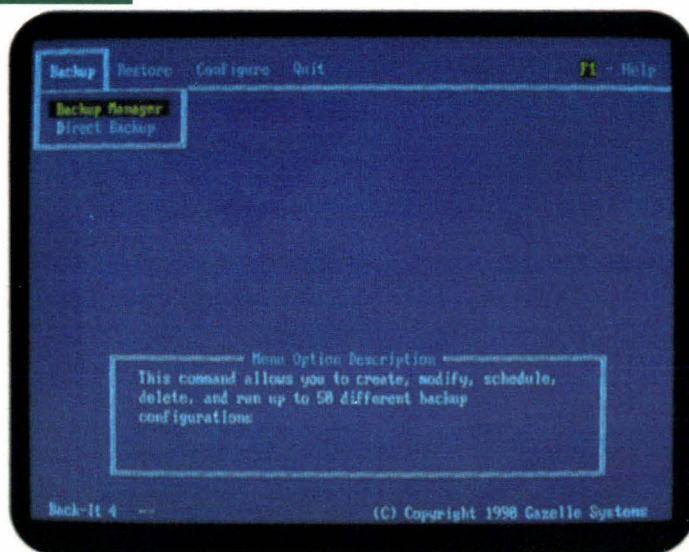 Backup Restore Configure Quit F1 - Help
Backup Manager
Direct Backup
Menu Option Description
This command allows you to create, modify, schedule,
delete, and run up to 50 different backup
configurations
Back-It 4 --
(C) Copyright 1990 Gazelle Systems